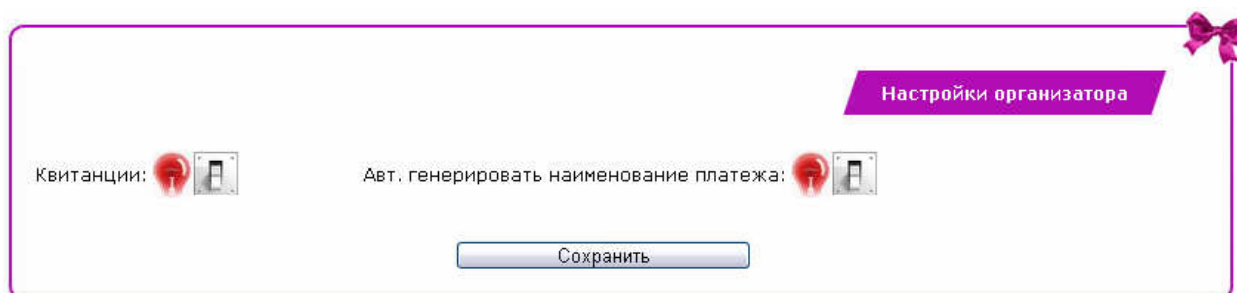 Настройки организатора
Квитанции: Авт. генерировать наименование платежа:
Сохранить